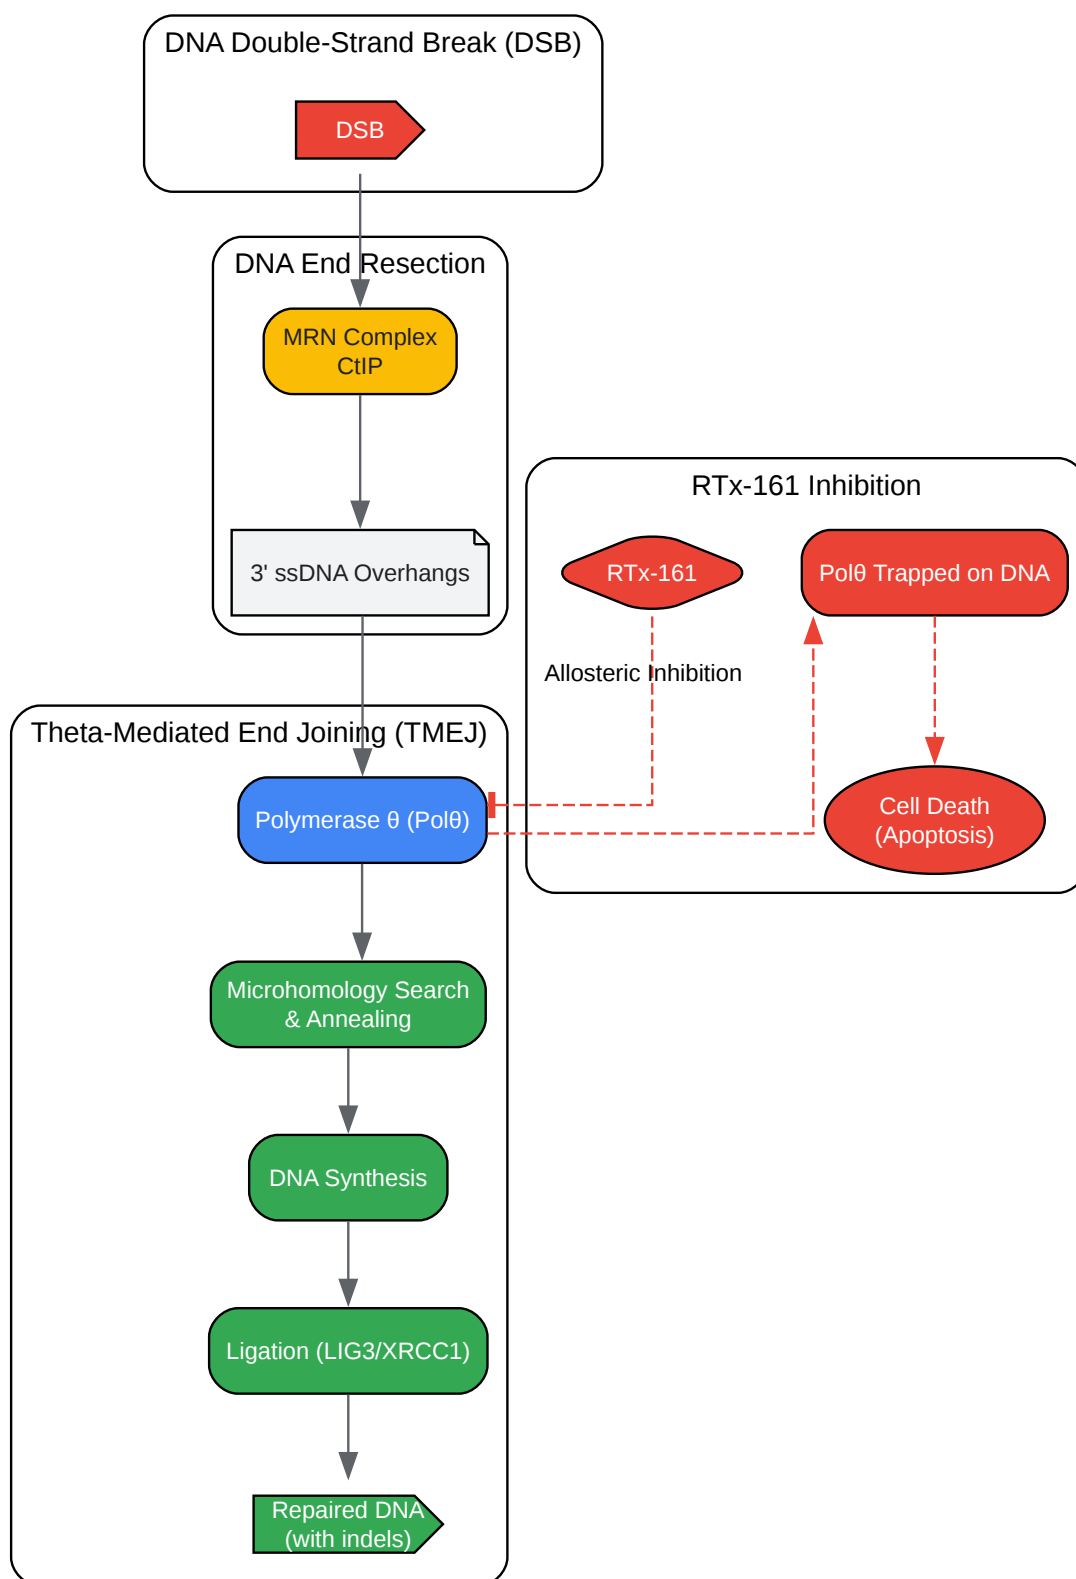 DNA Double-Strand Break (DSB)
DSB
DNA End Resection
MRN Complex
CtIP
3' ssDNA Overhangs
RTx-161 Inhibition
RTx-161
Polθ Trapped on DNA
Allosteric Inhibition
Cell Death
(Apoptosis)
Theta-Mediated End Joining (TMEJ)
Polymerase θ (Polθ)
Microhomology Search
& Annealing
DNA Synthesis
Ligation (LIG3/XRCC1)
Repaired DNA
(with indels)